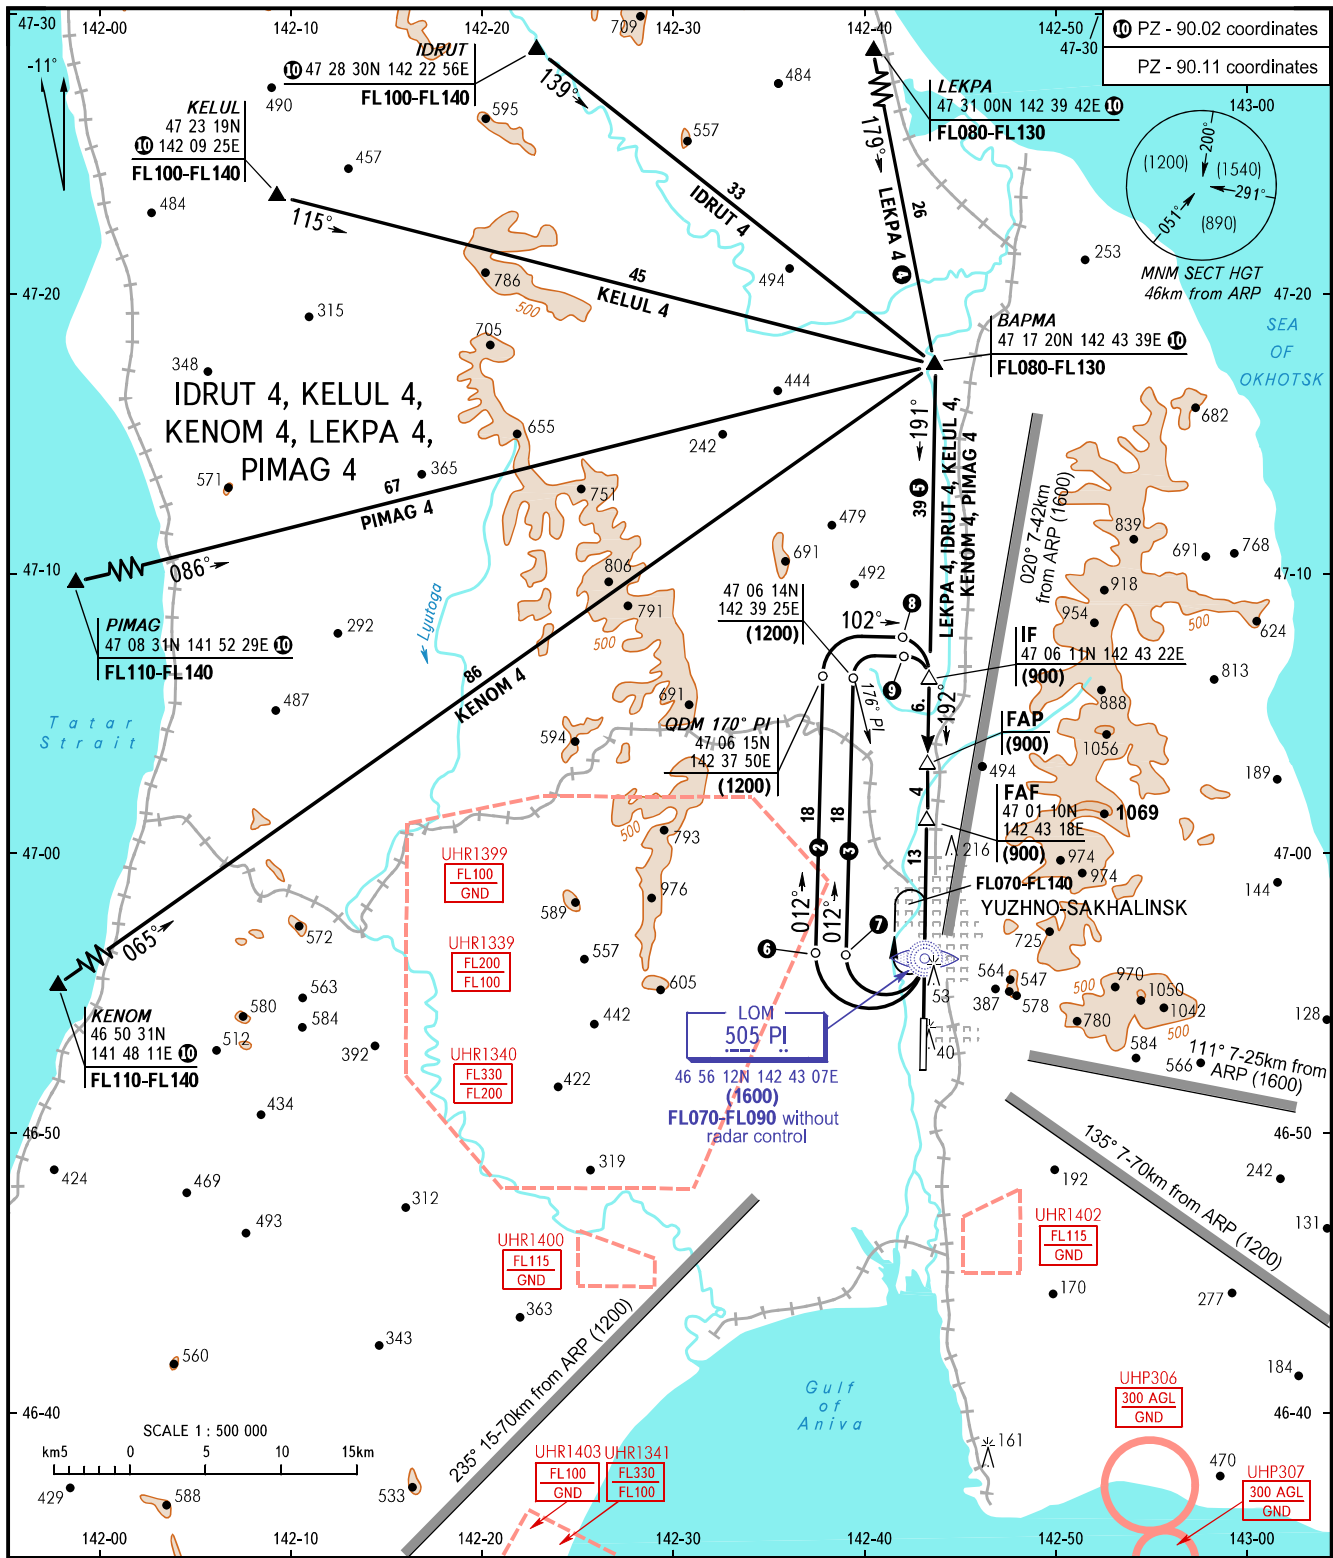 47-30
142-00
142-10
142-20
709
142-30
142-40
142-50
47-30
10 PZ - 90.02 coordinates
PZ - 90.11 coordinates
-11°
IDRUT
10 47 28 30N 142 22 56E
FL100-FL140
139°
490
595
557
484
LEKPA
47 31 00N 142 39 42E 10
FL080-FL130
179°
143-00
200°
(1200)
(1540)
291°
051°
(890)
MNM SECT HGT
46km from ARP
KELUL
47 23 19N
10 142 09 25E
FL100-FL140
457
484
115°
33
IDRUT 4
26
LEKPA 4 4
253
45
KELUL 4
494
786
500
315
705
348
47-20
47-20
SEA
OF
OKHOTSK
BAPMA
47 17 20N 142 43 39E 10
FL080-FL130
IDRUT 4, KELUL 4,
KENOM 4, LEKPA 4,
PIMAG 4
444
655
242
365
571
67
PIMAG 4
751
191°
39 5
LEKPA 4, IDRUT 4, KELUL 4,
KENOM 4, PIMAG 4
682
020° 7-42km
from ARP (1600)
479
691
492
839
691
768
918
954
500
624
47-10
47-10
086°
806
791
500
Lyutoga
292
PIMAG
47 08 31N 141 52 29E 10
FL110-FL140
47 06 14N
142 39 25E
(1200)
102°
8
9
IF
47 06 11N 142 43 22E
(900)
813
888
86
KENOM 4
487
691
594
QDM 170° PI
47 06 15N
142 37 50E
(1200)
176° PI
6.
192°
FAP
(900)
1056
494
189
Tatar
Strait
FAF
47 01 10N
142 43 18E
(900)
4
1069
18
18
2
3
13
216
974
974
144
47-00
47-00
793
500
UHR1399
FL100
GND
976
589
FL070-FL140
YUZHNO-SAKHALINSK
725
012°
012°
6
7
065°
572
UHR1339
FL200
FL100
557
605
564
547
387
578
53
970
500
1050
1042
500
780
128
563
580
584
512
392
442
KENOM
46 50 31N
141 48 11E 10
FL110-FL140
UHR1340
FL330
FL200
422
LOM
505 PI
46 56 12N 142 43 07E
(1600)
FL070-FL090 without
radar control
40
584
566
111° 7-25km from
ARP (1600)
434
46-50
46-50
135° 7-70km from ARP (1200)
424
469
319
192
242
312
493
131
UHR1400
FL115
GND
UHR1402
FL115
GND
170
277
363
343
560
235° 15-70km from ARP (1200)
184
UHP306
300 AGL
GND
Gulf
of
Aniva
46-40
46-40
SCALE 1 : 500 000
km5
0
5
10
15km
161
UHR1403
FL100
GND
UHR1341
FL330
FL100
470
UHP307
300 AGL
GND
429
588
533
142-00
142-10
142-20
142-30
142-40
142-50
143-00